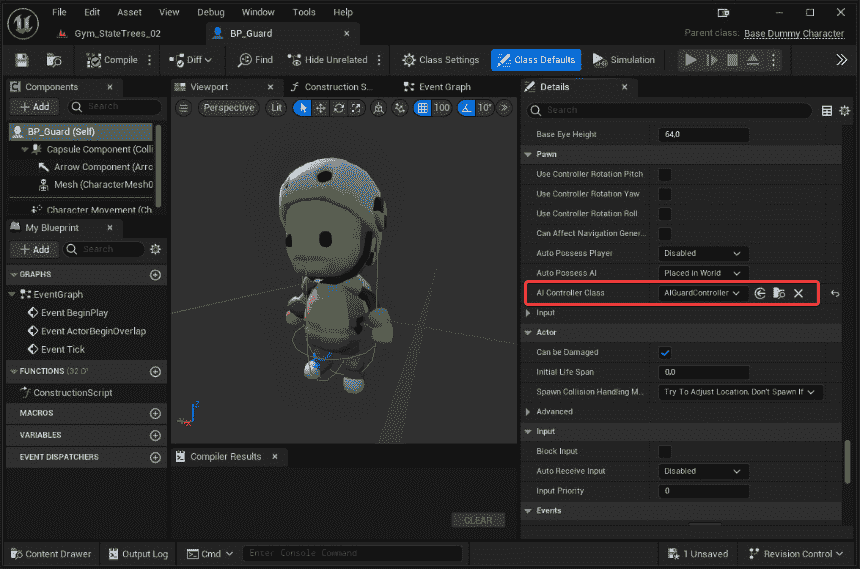 File Edit Asset View Debug Window Tools Help
Gym_StateTrees_02
BP_Guard
Parent class: Base Dummy Character
Compile
Diff
Find
Hide Unrelated
Class Settings
Class Defaults
Simulation
Components
Add
Search
BP_Guard (Self)
Capsule Component (Colli
Arrow Component (Arro
Mesh (CharacterMesh0
Character Movement (Ch
My Blueprint
Add
Search
GRAPHS
EventGraph
Event BeginPlay
Event ActorBeginOverlap
Event Tick
FUNCTIONS (32 O
ConstructionScript
MACROS
VARIABLES
EVENT DISPATCHERS
Viewport
Construction S...
Event Graph
Perspective
Lit
100
10°
Z
Compiler Results
CLEAR
Details
Search
Base Eye Height 64,0
Pawn
Use Controller Rotation Pitch
Use Controller Rotation Yaw
Use Controller Rotation Roll
Can Affect Navigation Gener...
Auto Possess Player Disabled
Auto Possess AI Placed in World
AI Controller Class AIGuardController
Input
Actor
Can be Damaged
Initial Life Span 0,0
Spawn Collision Handling M... Try To Adjust Location, Don't Spawn If
Advanced
Input
Block Input
Auto Receive Input Disabled
Input Priority 0
Events
Content Drawer
Output Log
Cmd
Enter Console Command
1 Unsaved
Revision Control